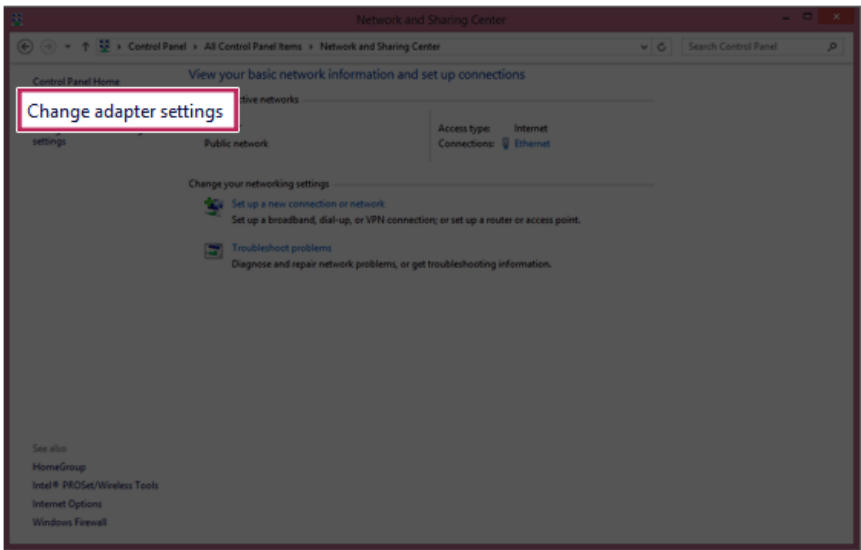 Network and Sharing Center
Control Panel › All Control Panel Items › Network and Sharing Center
Search Control Panel
Control Panel Home
Change adapter settings
settings
View your basic network information and set up connections
tive networks
Public network
Access type: Internet
Connections: Ethernet
Change your networking settings
Set up a new connection or network
Set up a broadband, dial-up, or VPN connection; or set up a router or access point.
Troubleshoot problems
Diagnose and repair network problems, or get troubleshooting information.
See also
HomeGroup
Intel® PROSet/Wireless Tools
Internet Options
Windows Firewall